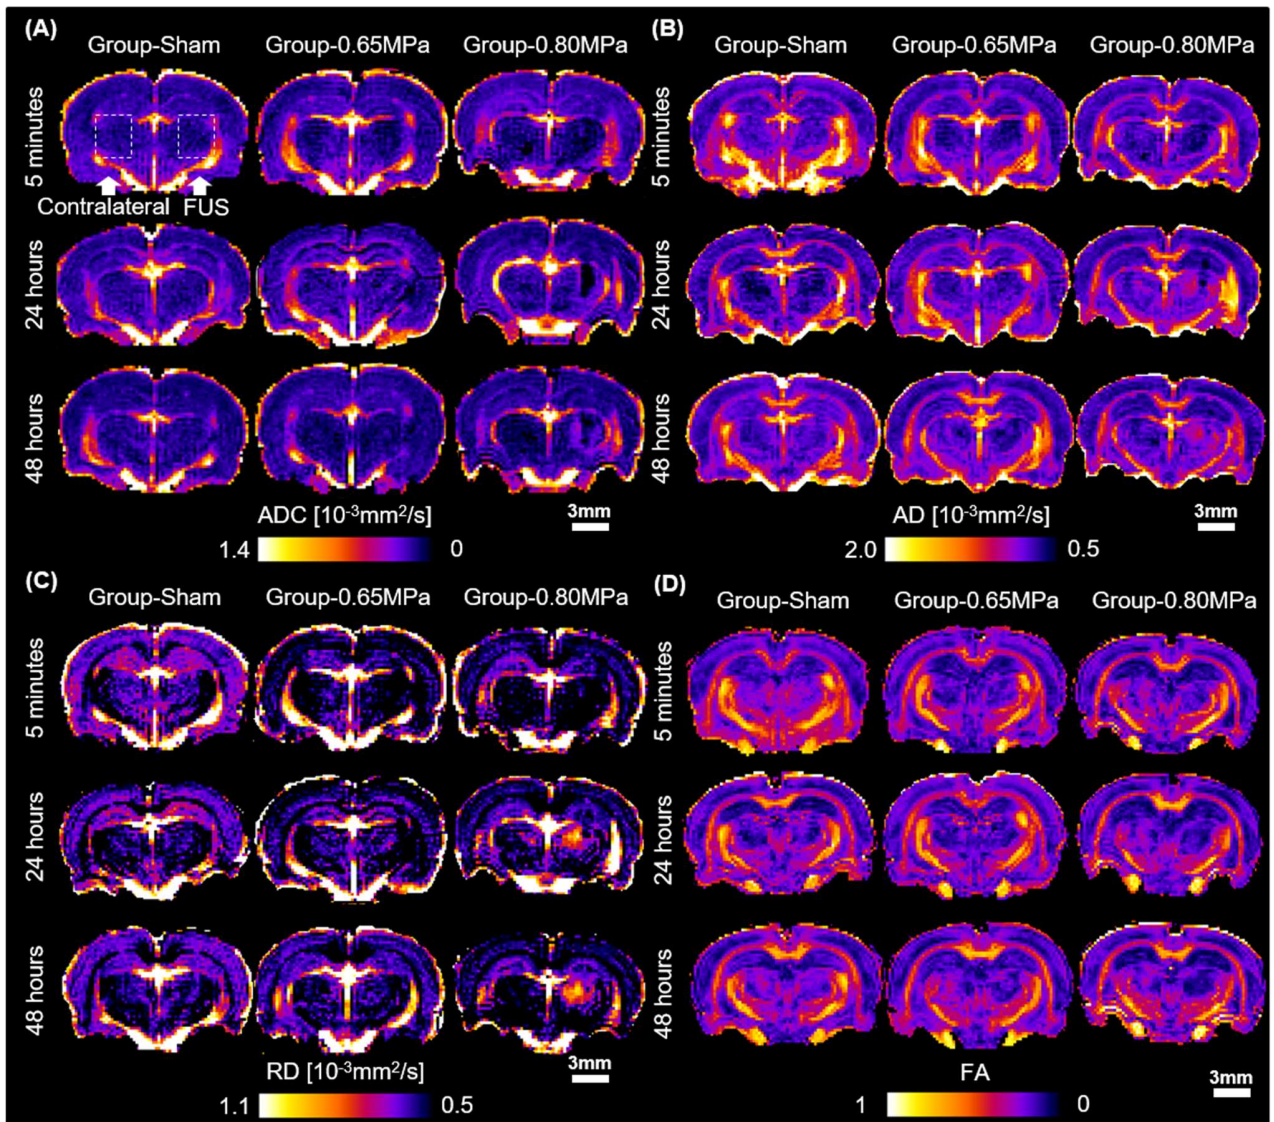 (A)
Group-Sham Group-0.65MPa Group-0.80MPa
5 minutes
Contralateral FUS
24 hours
48 hours
ADC [10⁻³mm²/s]
1.4 0
3mm
(B)
Group-Sham Group-0.65MPa Group-0.80MPa
5 minutes
24 hours
48 hours
AD [10⁻³mm²/s]
2.0 0.5
3mm
(C)
Group-Sham Group-0.65MPa Group-0.80MPa
5 minutes
24 hours
48 hours
RD [10⁻³mm²/s]
1.1 0.5
3mm
(D)
Group-Sham Group-0.65MPa Group-0.80MPa
5 minutes
24 hours
48 hours
FA
1 0
3mm